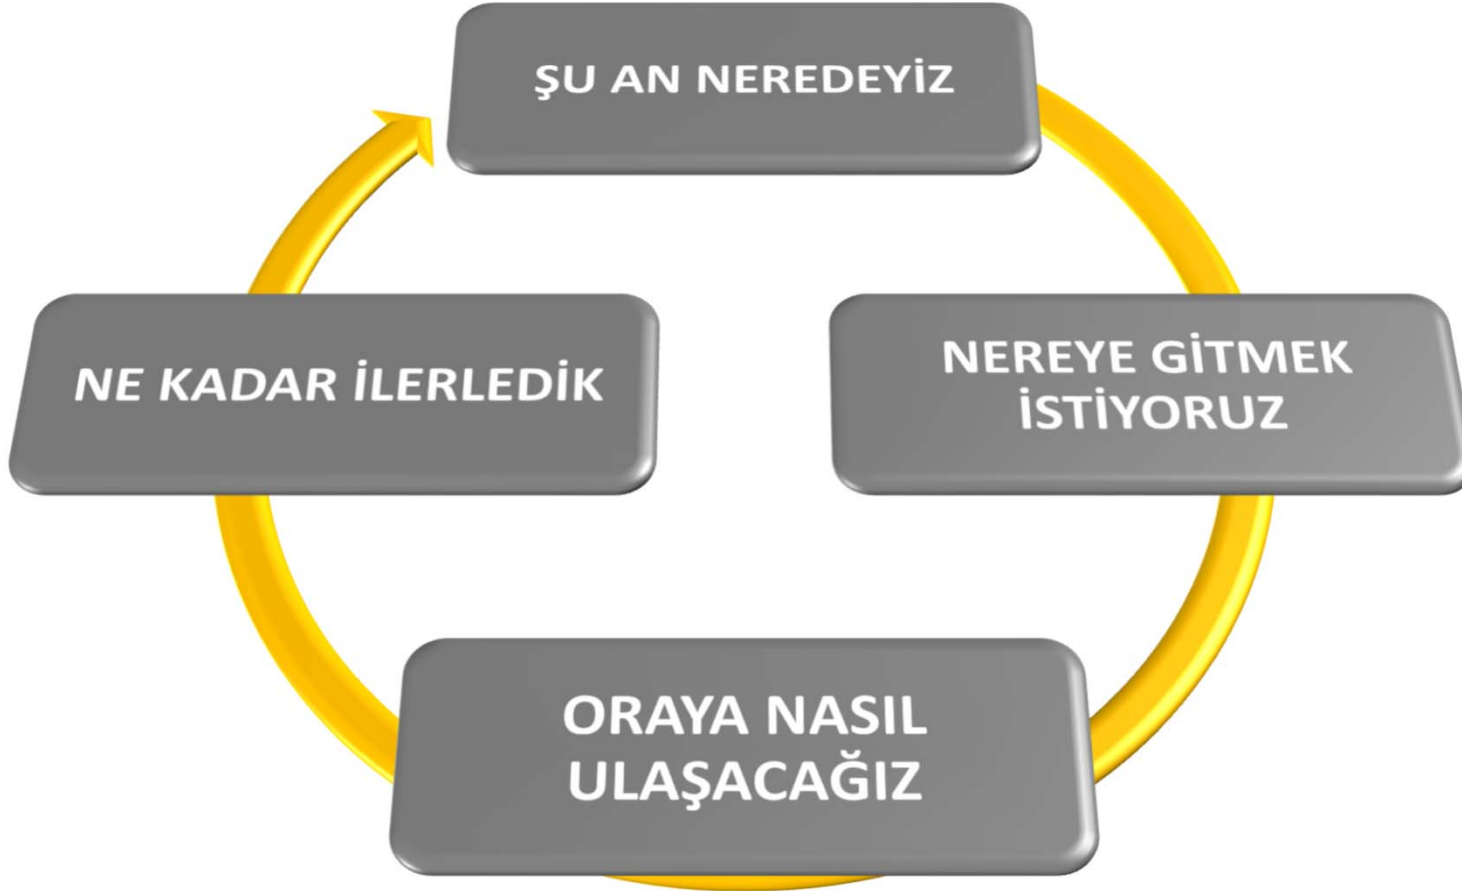 ŞU AN NEREDEYİZ
NEREYE GİTMEK
İSTİYORUZ
ORAYA NASIL
ULAŞACAĞIZ
NE KADAR İLERLEDİK